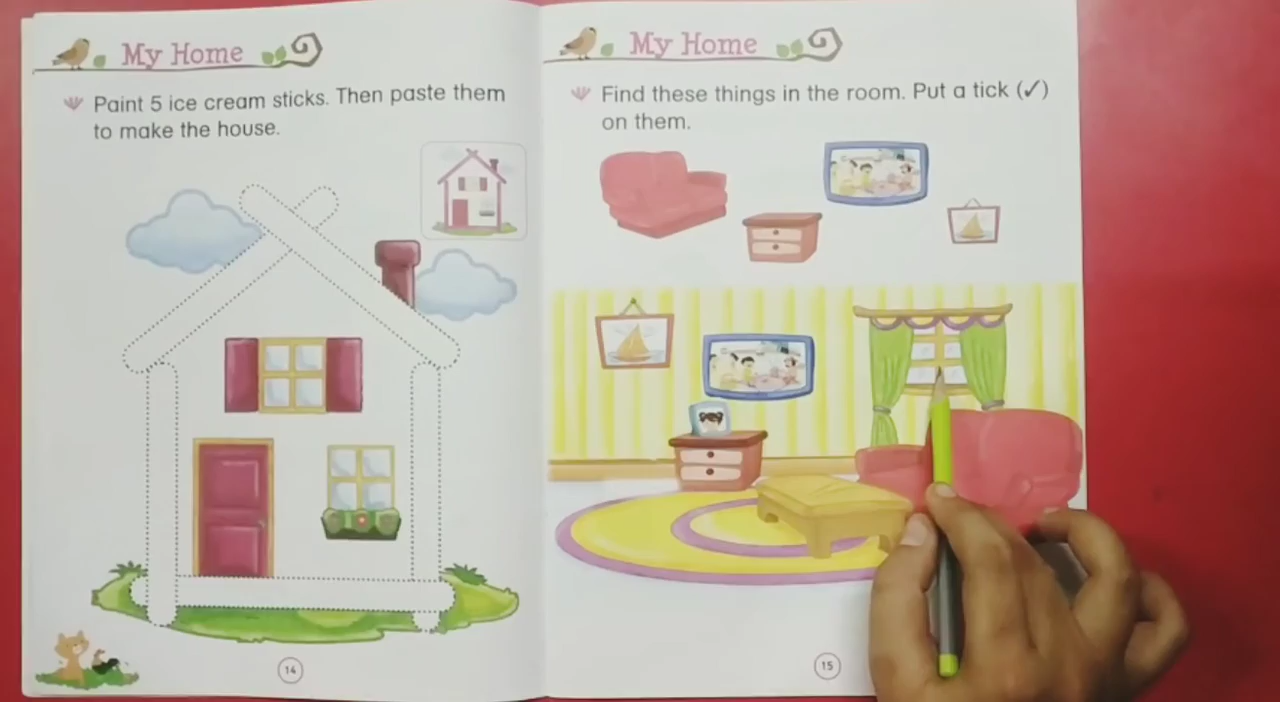 My Home
Paint 5 ice cream sticks. Then paste them
to make the house.
14
My Home
Find these things in the room. Put a tick (✓)
on them.
15